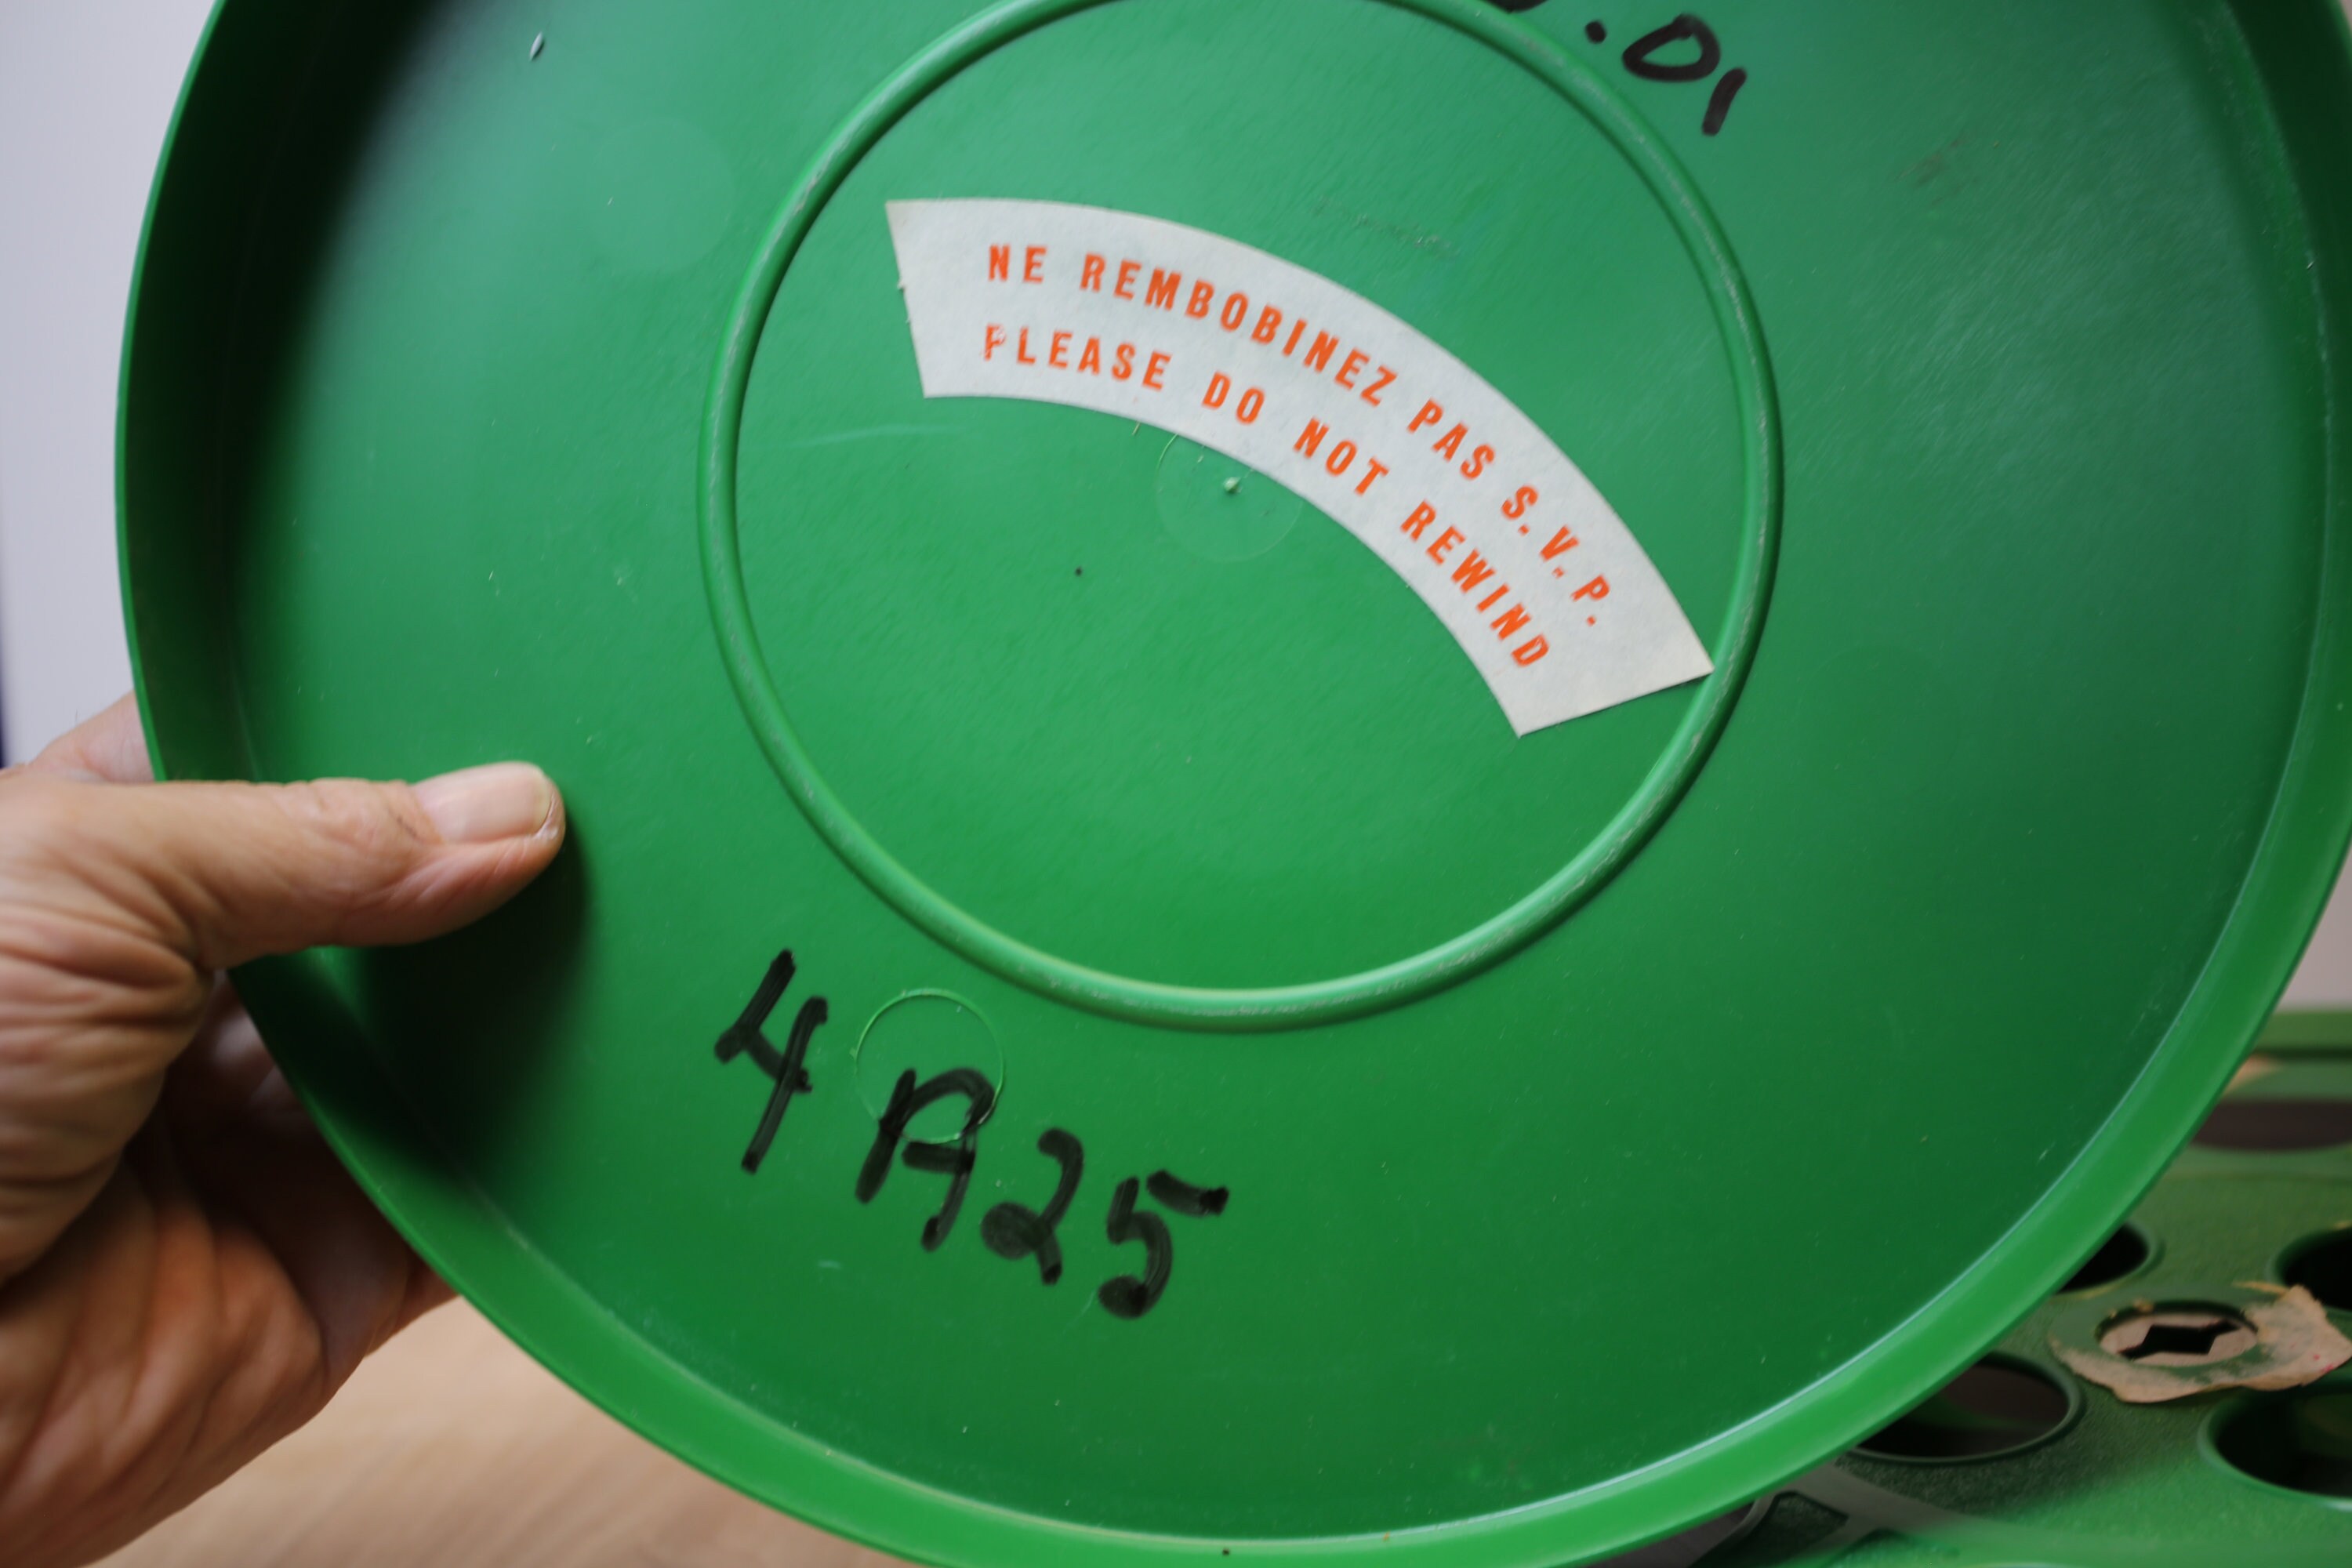 .01
NE REMBOBINEZ PAS S.V.P.
PLEASE DO NOT REWIND
4A25